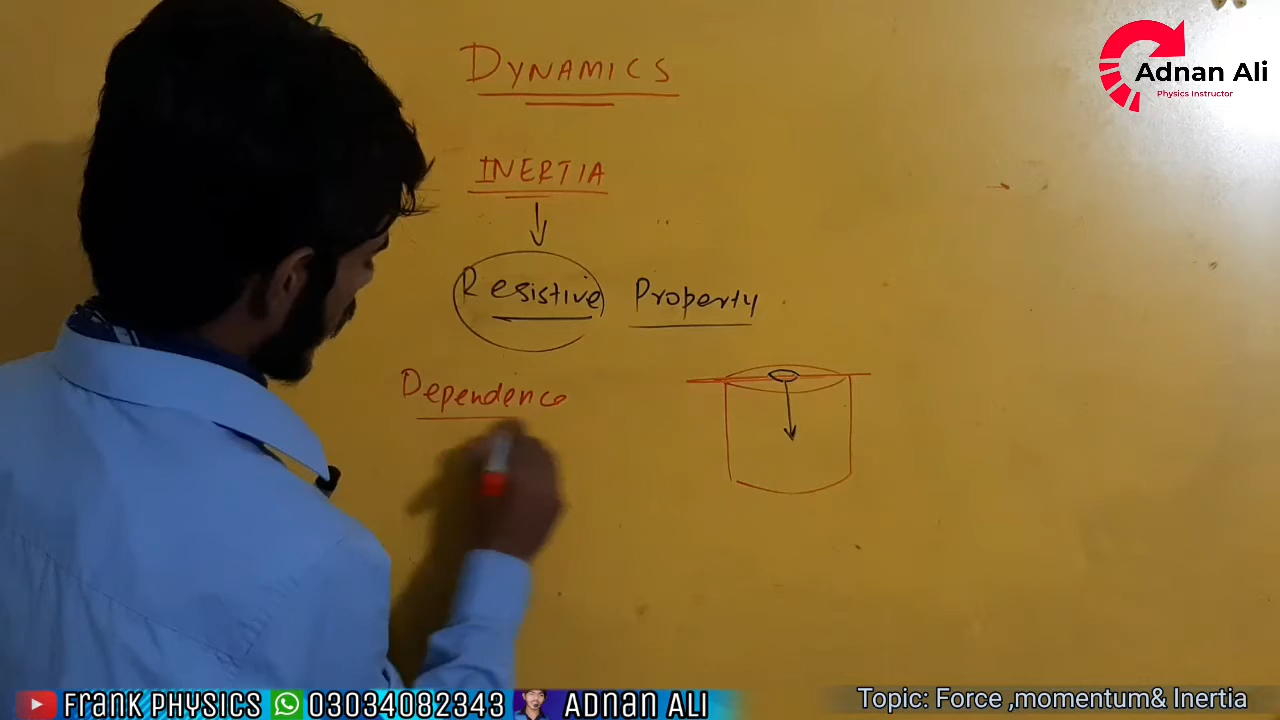 DYNAMICS
Adnan Ali
Physics Instructor
INERTIA
Resistive Property
Dependence
Frank Physics 03034082343 Adnan Ali
Topic: Force ,momentum& Inertia